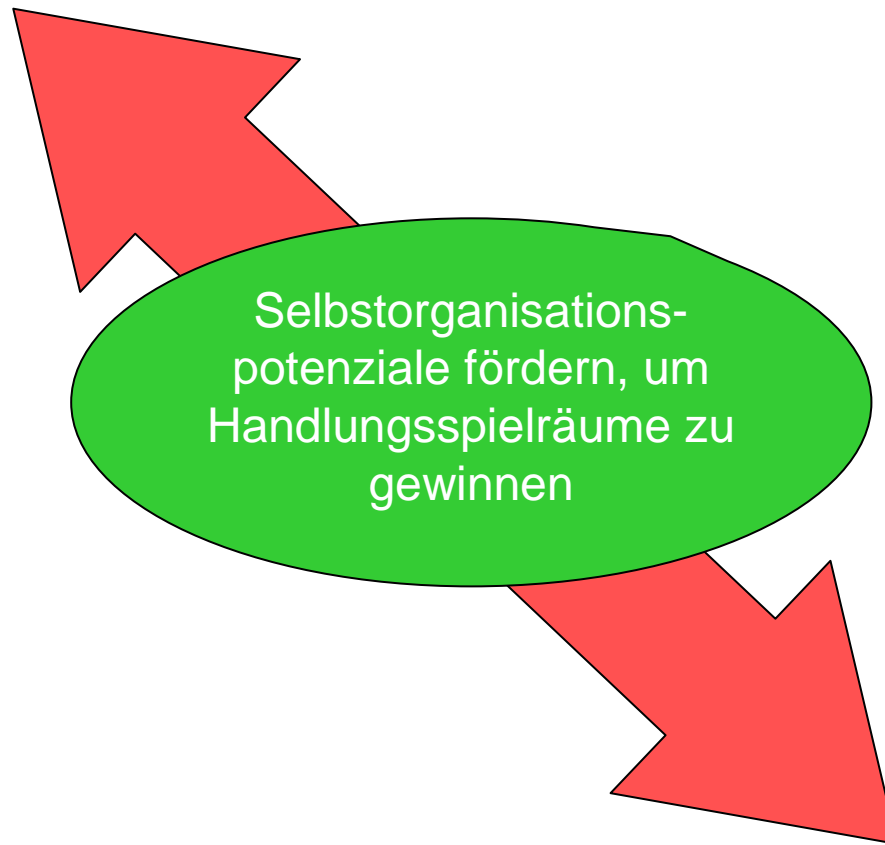 Selbstorganisations-
potenziale fördern, um
Handlungsspielräume zu
gewinnen